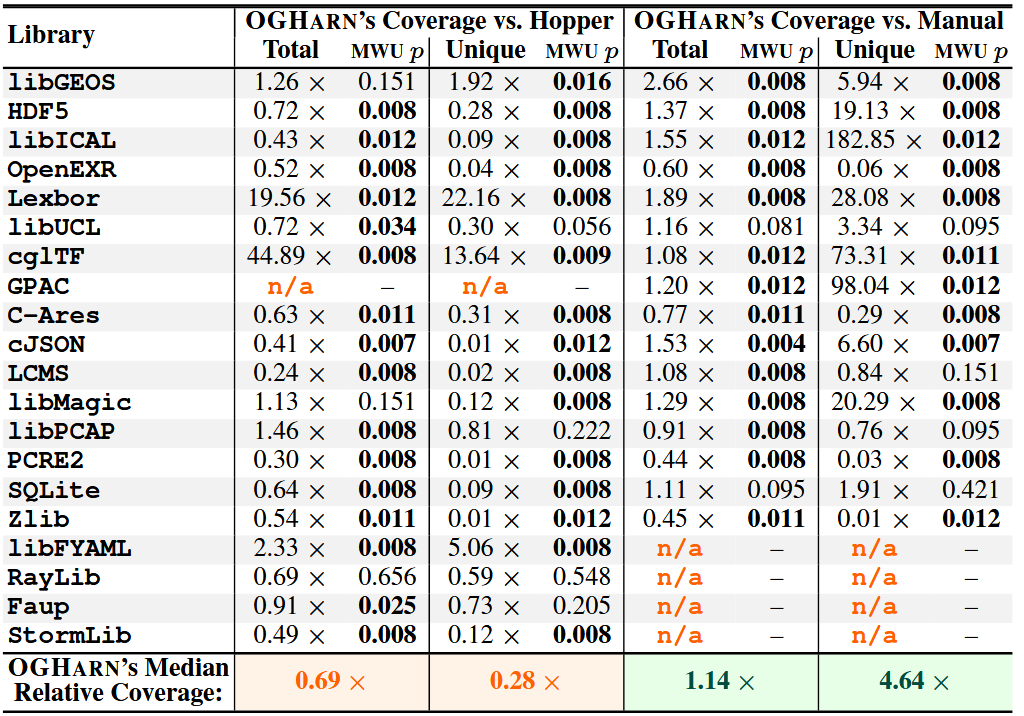 Library OGHARN's Coverage vs. Hopper OGHARN's Coverage vs. Manual
Total MWU p Unique MWU p Total MWU p Unique MWU p
libGEOS 1.26 × 0.151 1.92 × 0.016 2.66 × 0.008 5.94 × 0.008
HDF5 0.72 × 0.008 0.28 × 0.008 1.37 × 0.008 19.13 × 0.008
libICAL 0.43 × 0.012 0.09 × 0.008 1.55 × 0.012 182.85 × 0.012
OpenEXR 0.52 × 0.008 0.04 × 0.008 0.60 × 0.008 0.06 × 0.008
Lexbor 19.56 × 0.012 22.16 × 0.008 1.89 × 0.008 28.08 × 0.008
libUCL 0.72 × 0.034 0.30 × 0.056 1.16 × 0.081 3.34 × 0.095
cglTF 44.89 × 0.008 13.64 × 0.009 1.08 × 0.012 73.31 × 0.011
GPAC n/a – n/a – 1.20 × 0.012 98.04 × 0.012
C-Ares 0.63 × 0.011 0.31 × 0.008 0.77 × 0.011 0.29 × 0.008
cJSON 0.41 × 0.007 0.01 × 0.012 1.53 × 0.004 6.60 × 0.007
LCMS 0.24 × 0.008 0.02 × 0.008 1.08 × 0.008 0.84 × 0.151
libMagic 1.13 × 0.151 0.12 × 0.008 1.29 × 0.008 20.29 × 0.008
libPCAP 1.46 × 0.008 0.81 × 0.222 0.91 × 0.008 0.76 × 0.095
PCRE2 0.30 × 0.008 0.01 × 0.008 0.44 × 0.008 0.03 × 0.008
SQLite 0.64 × 0.008 0.09 × 0.008 1.11 × 0.095 1.91 × 0.421
Zlib 0.54 × 0.011 0.01 × 0.012 0.45 × 0.011 0.01 × 0.012
libFYAML 2.33 × 0.008 5.06 × 0.008 n/a – n/a –
RayLib 0.69 × 0.656 0.59 × 0.548 n/a – n/a –
Faup 0.91 × 0.025 0.73 × 0.205 n/a – n/a –
StormLib 0.49 × 0.008 0.12 × 0.008 n/a – n/a –
OGHARN's Median
Relative Coverage: 0.69 × 0.28 × 1.14 × 4.64 ×